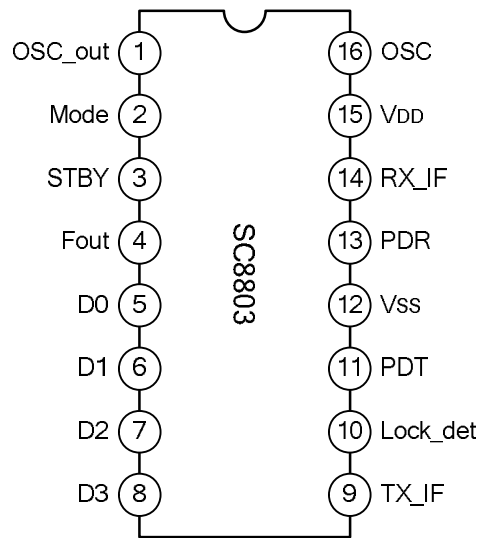 OSC_out 1 16 OSC
Mode 2 15 VDD
STBY 3 14 RX_IF
Fout 4 13 PDR
SC8803
D0 5 12 VSS
D1 6 11 PDT
D2 7 10 Lock_det
D3 8 9 TX_IF